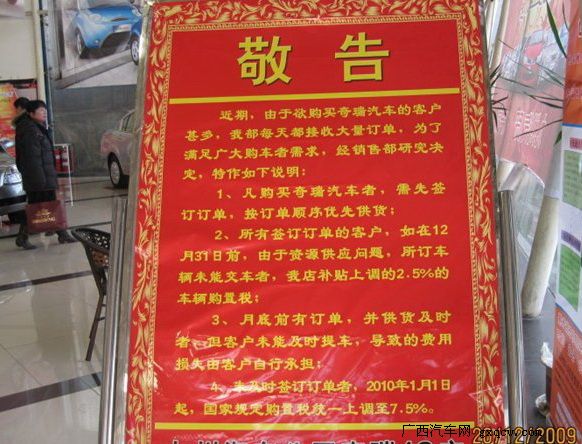 敬告
近期，由于欲购买奇瑞汽车的客户
甚多，我部每天都接收大量订单，为了
满足广大购车者需求，经销售部研究决
定，特作如下说明：
1、凡购买奇瑞汽车者，需先签
订订单，按订单顺序优先供货；
2、所有签订订单的客户，如在12
月31日前，由于资源供应问题，所订车
辆未能交车者，我店补贴上调的2.5%的
车辆购置税；
3、月底前有订单，并供货及时
者，但客户未能及时提车，导致的费用
损失由客户自行承担；
4、未及时签订订单者，2010年1月1日
起，国家规定购置税统一上调至7.5%。
广西汽车网